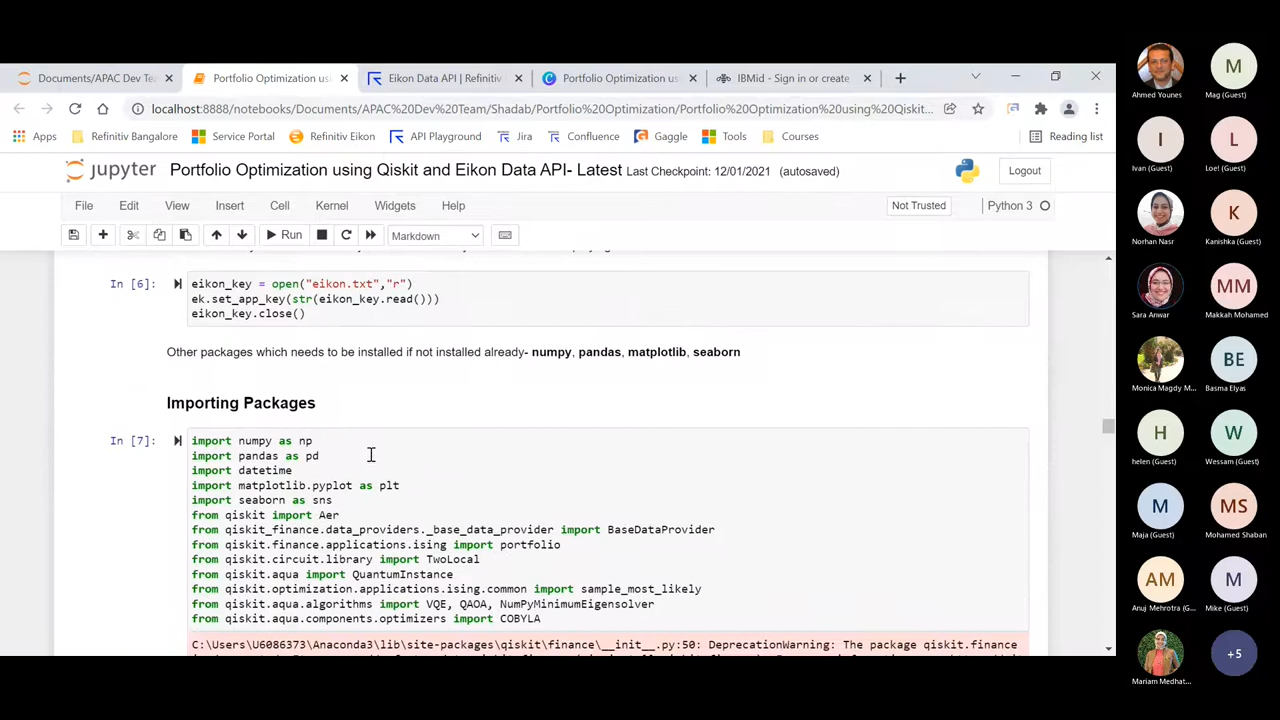 Documents/APAC Dev Te
Portfolio Optimization us
Eikon Data API | Refinitiv
Portfolio Optimization us
IBMid - Sign in or create
localhost:8888/notebooks/Documents/APAC%20Dev%20Team/Shadab/Portfolio%20Optimization/Portfolio%20Optimization%20using%20Qiskit...
Apps
Refinitiv Bangalore
Service Portal
Refinitiv Eikon
API Playground
Jira
Confluence
Kaggle
Tools
Courses
Reading list
jupyter
Portfolio Optimization using Qiskit and Eikon Data API- Latest Last Checkpoint: 12/01/2021 (autosaved)
Logout
File Edit View Insert Cell Kernel Widgets Help
Not Trusted
Python 3
Run
Markdown
In [6]:
eikon_key = open("eikon.txt","r")
ek.set_app_key(str(eikon_key.read()))
eikon_key.close()
Other packages which needs to be installed if not installed already- numpy, pandas, matplotlib, seaborn
Importing Packages
In [7]:
import numpy as np
import pandas as pd
import datetime
import matplotlib.pyplot as plt
import seaborn as sns
from qiskit import Aer
from qiskit_finance.data_providers._base_data_provider import BaseDataProvider
from qiskit.finance.applications.ising import portfolio
from qiskit.circuit.library import TwoLocal
from qiskit.aqua import QuantumInstance
from qiskit.optimization.applications.ising.common import sample_most_likely
from qiskit.aqua.algorithms import VQE, QAOA, NumPyMinimumEigensolver
from qiskit.aqua.components.optimizers import COBYLA
C:\Users\U6086373\Anaconda3\lib\site-packages\qiskit\finance\__init__.py:50: DeprecationWarning: The package qiskit.finance
Ahmed Younes
M
Mag (Guest)
I
Ivan (Guest)
L
Loel (Guest)
Norhan Nasr
K
Kanishka (Guest)
Sara Anwar
MM
Makkah Mohamed
Monica Magdy M...
BE
Basma Elyas
H
helen (Guest)
W
Wessam (Guest)
M
Maja (Guest)
MS
Mohamed Shaban
AM
Anuj Mehrotra (G...
M
Mike (Guest)
Mariam Medhat...
+5